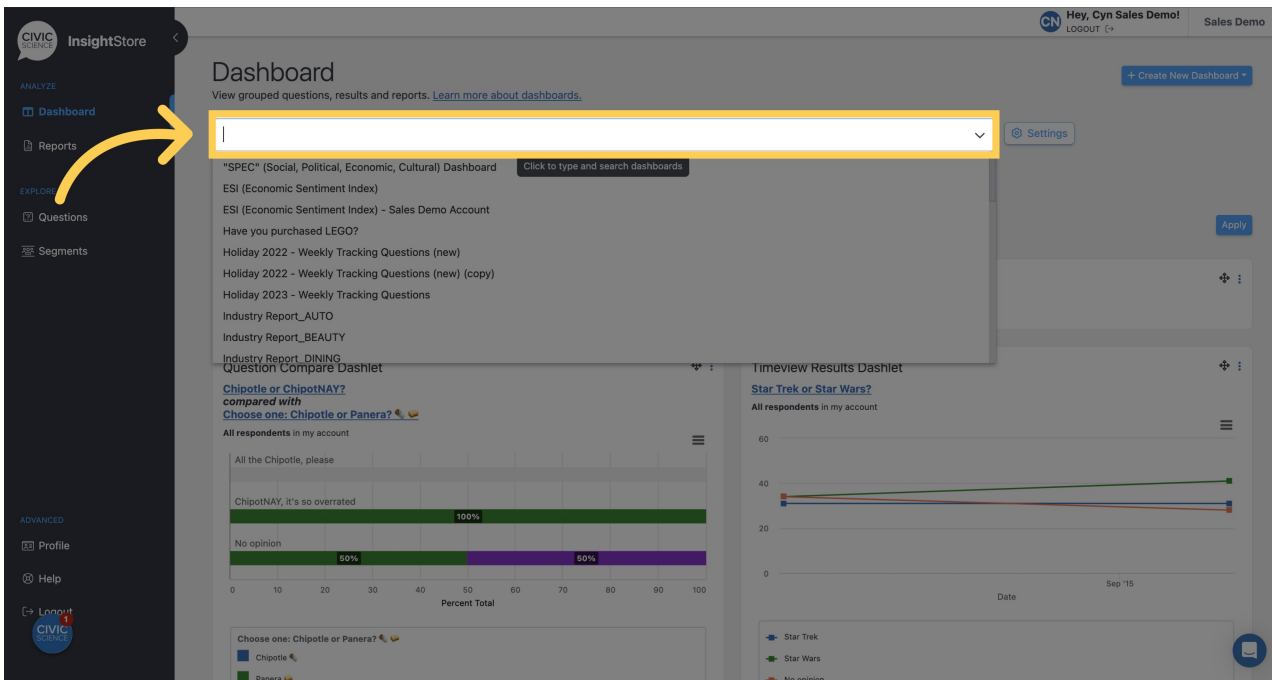 CIVIC
SCIENCE
InsightStore
CN
Hey, Cyn Sales Demo!
LOGOUT
Sales Demo
ANALYZE
Dashboard
Reports
EXPLORE
Questions
Segments
ADVANCED
Profile
Help
Logout
1
CIVIC
SCIENCE
Dashboard
+ Create New Dashboard
View grouped questions, results and reports. Learn more about dashboards.
Settings
"SPEC" (Social, Political, Economic, Cultural) Dashboard
Click to type and search dashboards
ESI (Economic Sentiment Index)
ESI (Economic Sentiment Index) - Sales Demo Account
Have you purchased LEGO?
Apply
Holiday 2022 - Weekly Tracking Questions (new)
Holiday 2022 - Weekly Tracking Questions (new) (copy)
Holiday 2023 - Weekly Tracking Questions
Industry Report_AUTO
Industry Report_BEAUTY
Industry Report_DINING
Question Compare Dashlet
Chipotle or ChipotNAY?
compared with
Choose one: Chipotle or Panera? 🌯 🥪
All respondents in my account
All the Chipotle, please
ChipotNAY, it's so overrated
100%
No opinion
50% 50%
0 10 20 30 40 50 60 70 80 90 100
Percent Total
Choose one: Chipotle or Panera? 🌯 🥪
Chipotle 🌯
Panera 🥪
Timeview Results Dashlet
Star Trek or Star Wars?
All respondents in my account
60
40
20
0
Sep '15
Date
Star Trek
Star Wars
No opinion